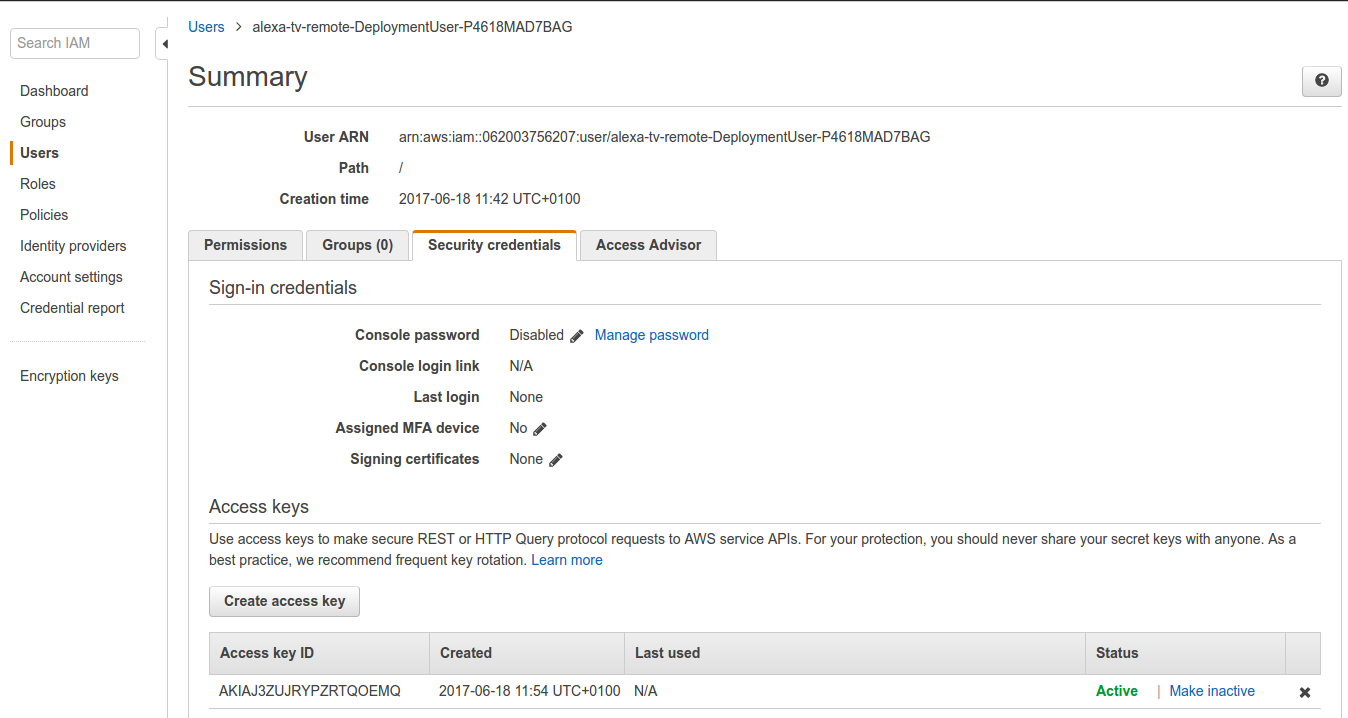 Search IAM
Dashboard
Groups
Users
Roles
Policies
Identity providers
Account settings
Credential report
Encryption keys
Users > alexa-tv-remote-DeploymentUser-P4618MAD7BAG
Summary
?
User ARN arn:aws:iam::062003756207:user/alexa-tv-remote-DeploymentUser-P4618MAD7BAG
Path /
Creation time 2017-06-18 11:42 UTC+0100
Permissions Groups (0) Security credentials Access Advisor
Sign-in credentials
Console password Disabled Manage password
Console login link N/A
Last login None
Assigned MFA device No
Signing certificates None
Access keys
Use access keys to make secure REST or HTTP Query protocol requests to AWS service APIs. For your protection, you should never share your secret keys with anyone. As a
best practice, we recommend frequent key rotation. Learn more
Create access key
Access key ID Created Last used Status
AKIAJ3ZUJRYPZRTQOEMQ 2017-06-18 11:54 UTC+0100 N/A Active | Make inactive